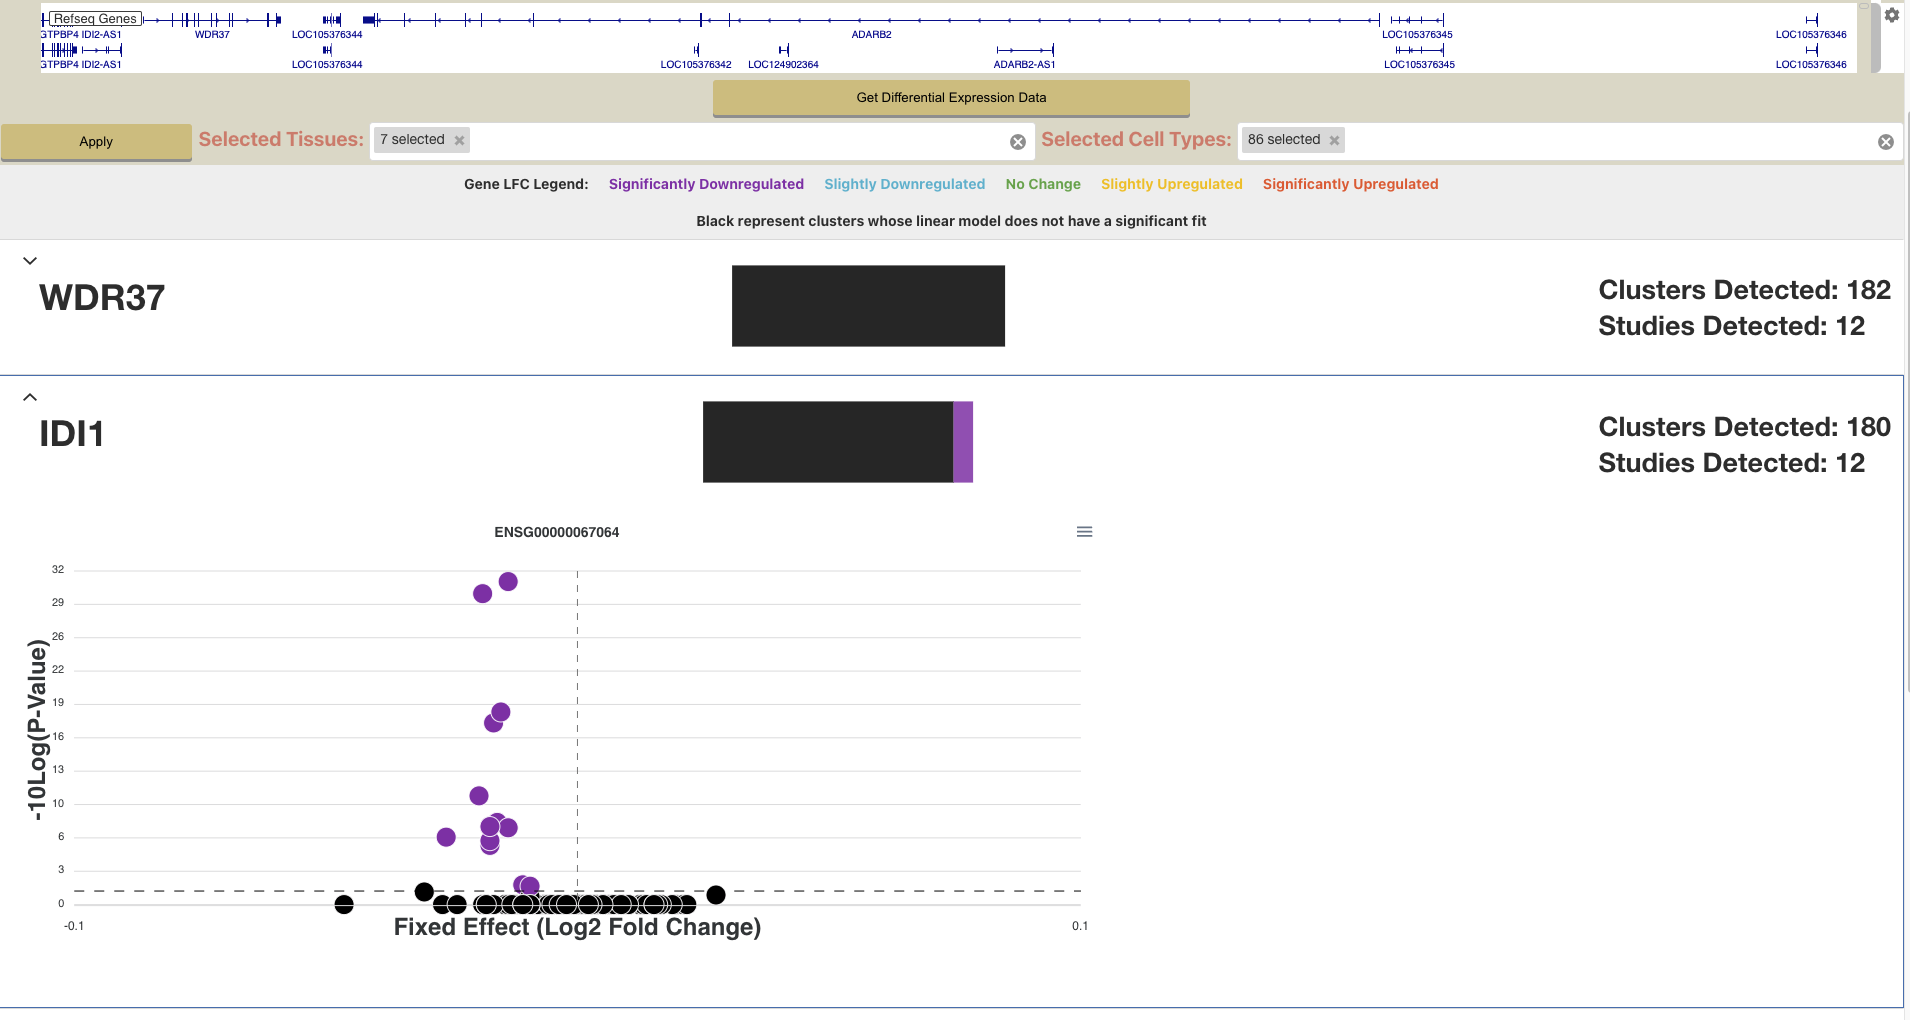 Refseq Genes
GTPBP4 IDI2-AS1 WDR37 LOC105376344 ADARB2 LOC105376345 LOC105376346
GTPBP4 IDI2-AS1 LOC105376344 LOC105376342 LOC124902364 ADARB2-AS1 LOC105376345 LOC105376346
Get Differential Expression Data
Apply Selected Tissues: 7 selected Selected Cell Types: 86 selected
Gene LFC Legend: Significantly Downregulated Slightly Downregulated No Change Slightly Upregulated Significantly Upregulated
Black represent clusters whose linear model does not have a significant fit
WDR37
Clusters Detected: 182
Studies Detected: 12
IDI1
Clusters Detected: 180
Studies Detected: 12
ENSG00000067064
32
29
26
22
19
16
13
10
6
3
0
-10Log(P-Value)
-0.1 0.1
Fixed Effect (Log2 Fold Change)